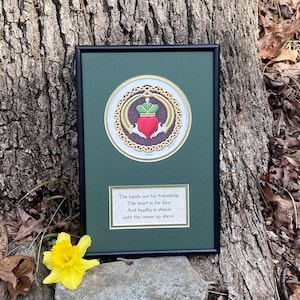 The hands are for friendship
The heart is for love
And loyalty is shown
with the crown up above